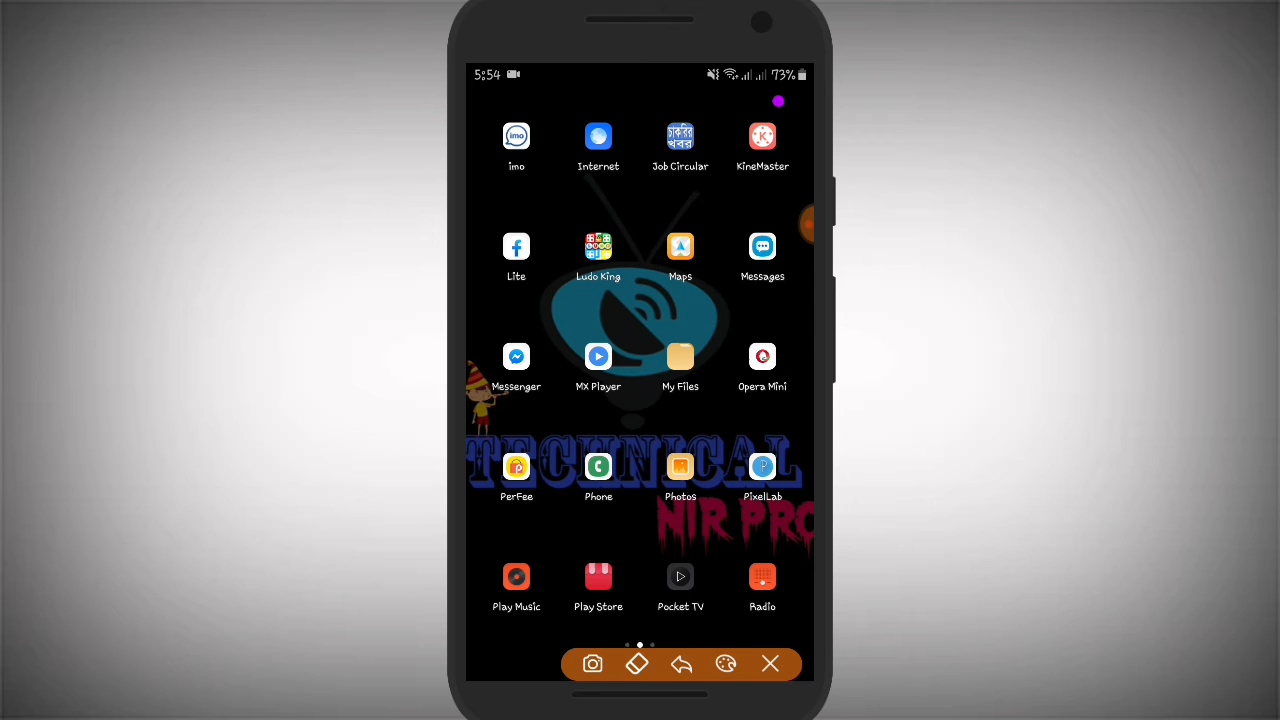 5:54 73%
imo
imo Internet Job Circular KineMaster
চাকরির
খবর
K
Lite Ludo King Maps Messages
Messenger MX Player My Files Opera Mini
TECHNICAL
PerFee Phone Photos PixelLab
NIR PRO
Play Music Play Store Pocket TV Radio